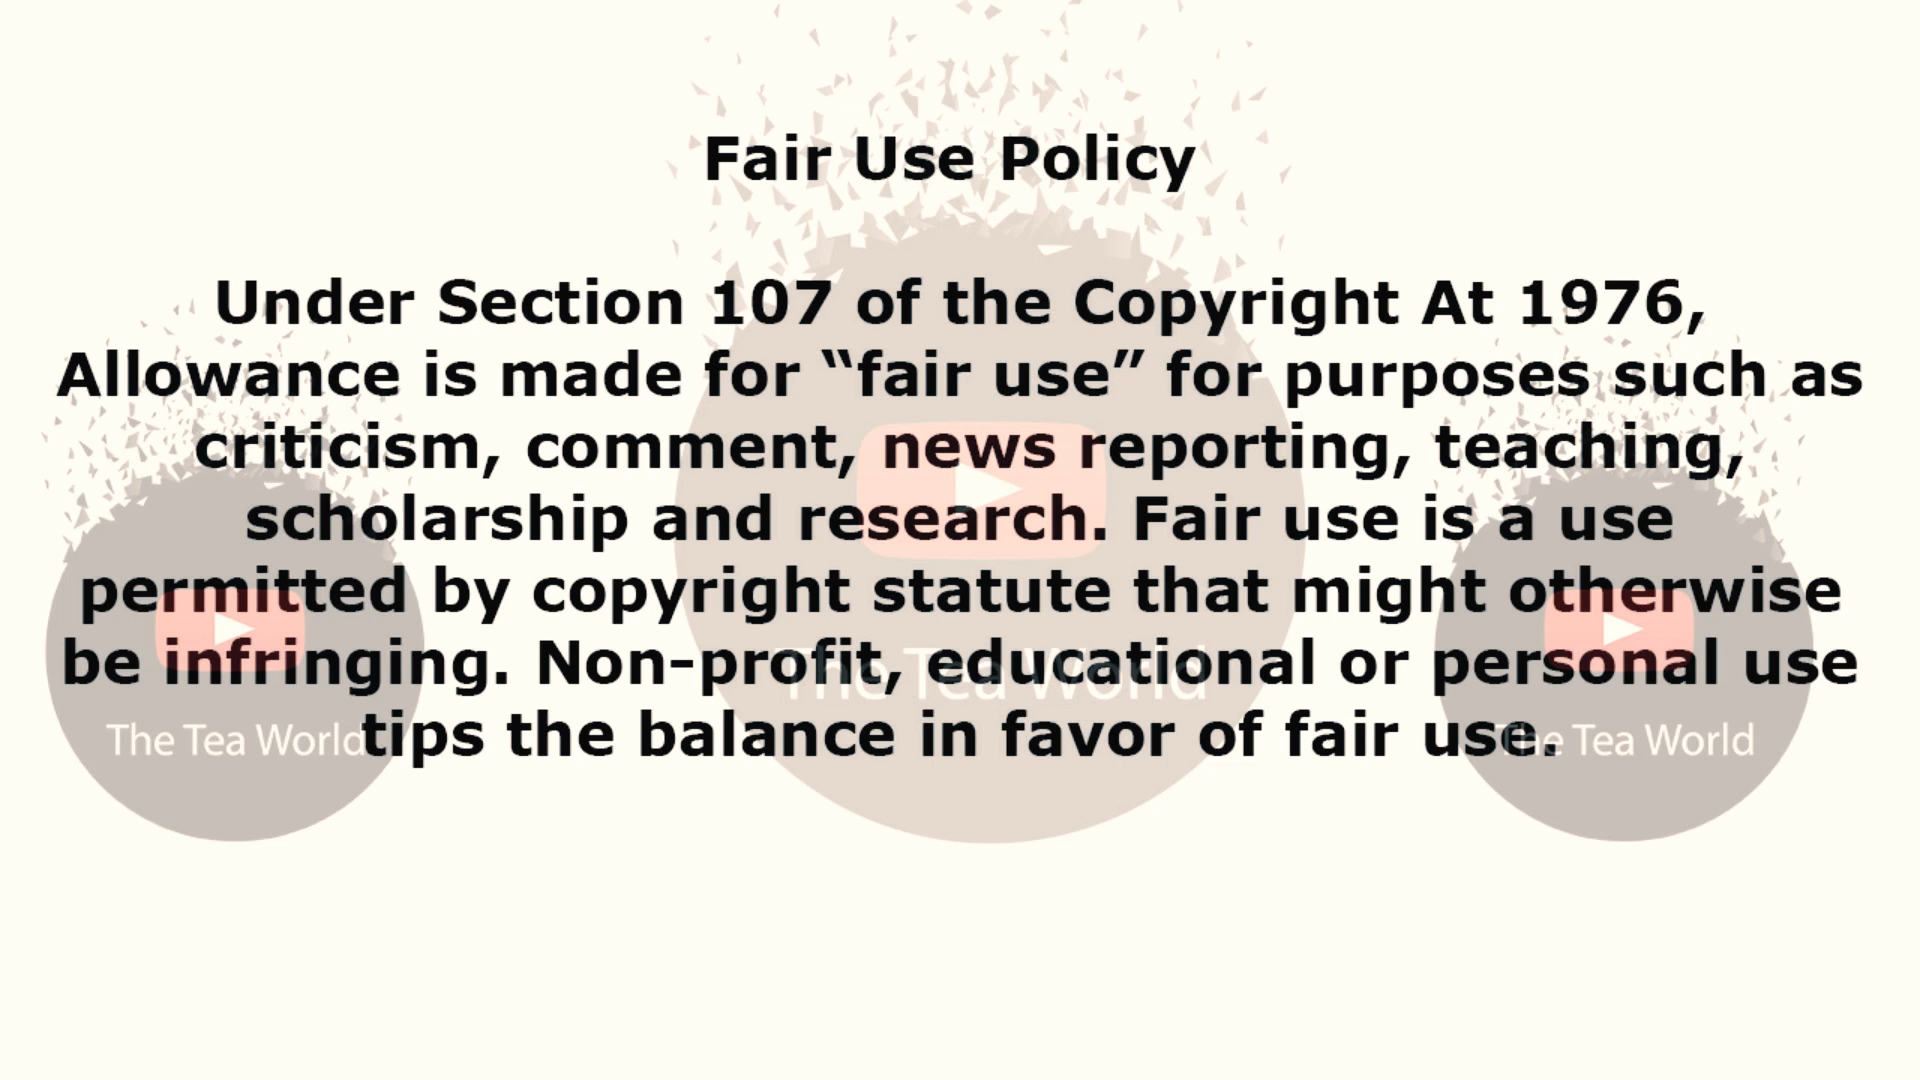 Fair Use Policy
Under Section 107 of the Copyright At 1976,
Allowance is made for “fair use” for purposes such as
criticism, comment, news reporting, teaching,
scholarship and research. Fair use is a use
permitted by copyright statute that might otherwise
be infringing. Non-profit, educational or personal use
tips the balance in favor of fair use.
The Tea World
The Tea World
The Tea World